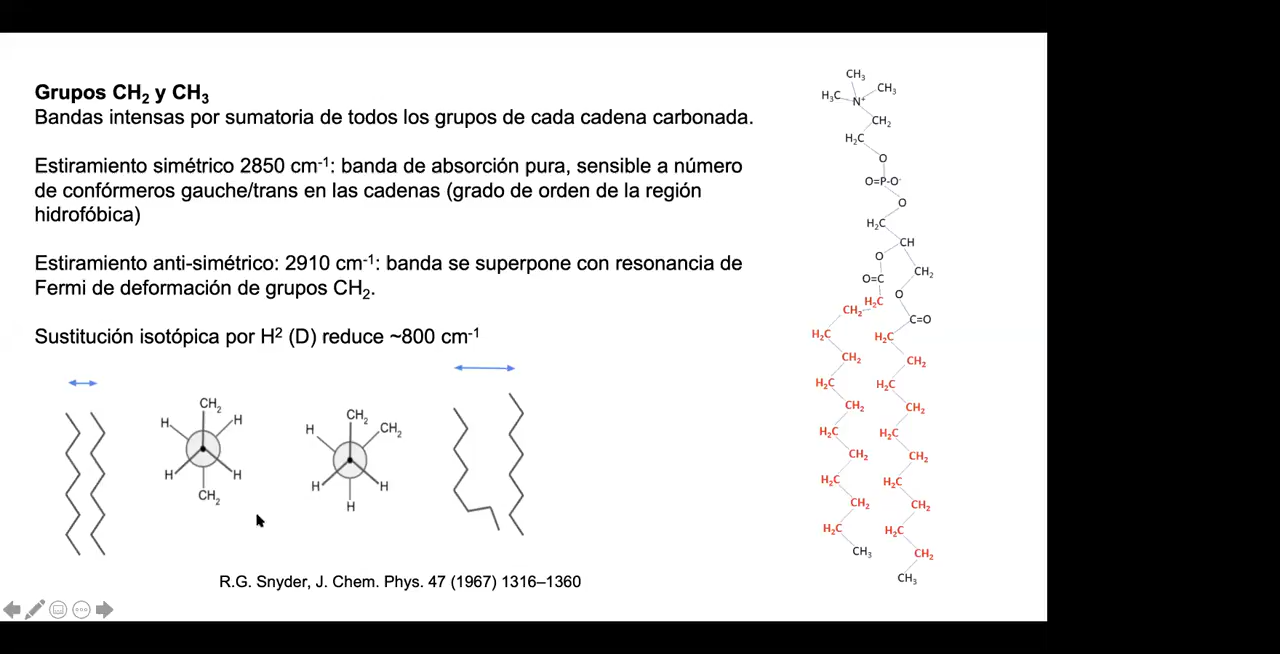 Grupos CH₂ y CH₃
Bandas intensas por sumatoria de todos los grupos de cada cadena carbonada.
Estiramiento simétrico 2850 cm⁻¹: banda de absorción pura, sensible a número
de confórmeros gauche/trans en las cadenas (grado de orden de la región
hidrofóbica)
Estiramiento anti-simétrico: 2910 cm⁻¹: banda se superpone con resonancia de
Fermi de deformación de grupos CH₂.
Sustitución isotópica por H² (D) reduce ~800 cm⁻¹
CH₂
H
H
H
H
CH₂
CH₂
H
CH₂
H
H
H
R.G. Snyder, J. Chem. Phys. 47 (1967) 1316–1360
CH₃
CH₃
H₃C
N⁺
CH₂
H₂C
O
O=P-O⁻
O
H₂C
CH
O
CH₂
O=C
O
H₂C
CH₂
C=O
H₂C
H₂C
CH₂
CH₂
H₂C
H₂C
CH₂
CH₂
H₂C
H₂C
CH₂
CH₂
H₂C
H₂C
CH₂
CH₂
H₂C
H₂C
CH₃
CH₂
CH₃